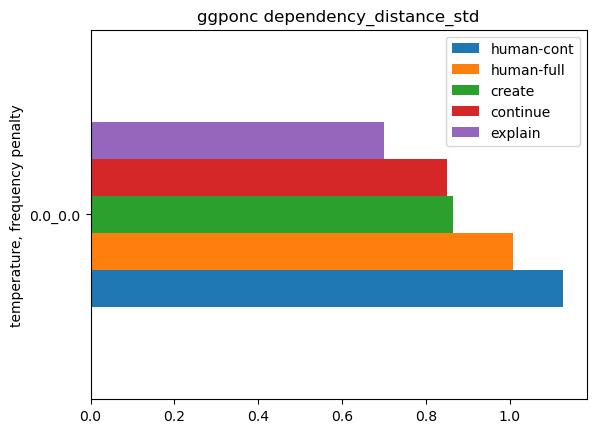 ggponc dependency_distance_std
human-cont
human-full
create
continue
explain
temperature, frequency penalty
0.0_0.0
0.0 0.2 0.4 0.6 0.8 1.0